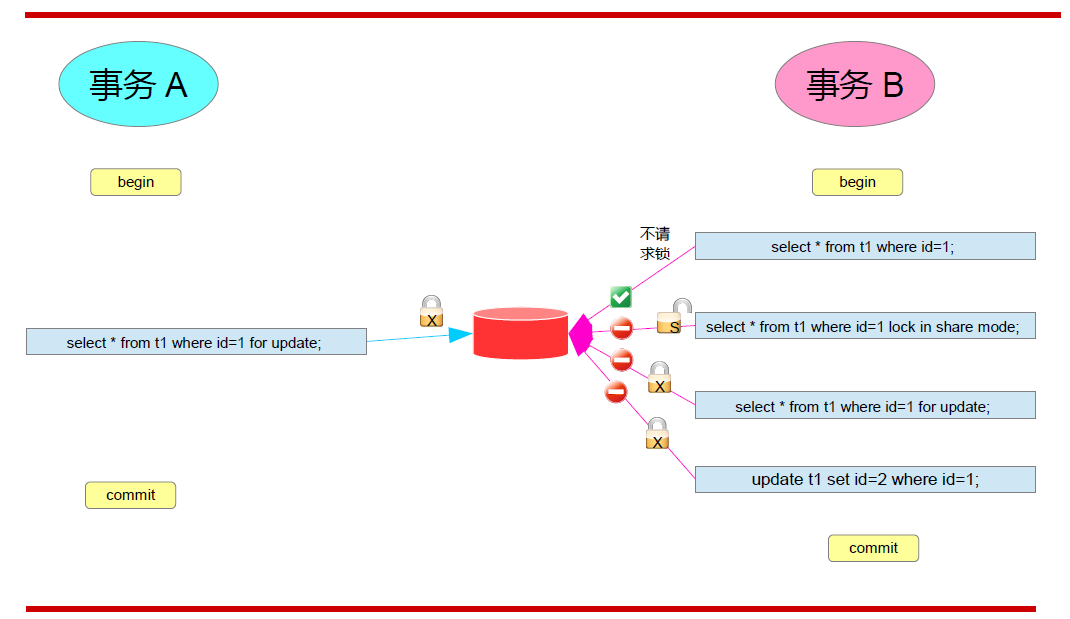 事务 A
事务 B
begin
begin
不请
求锁
select * from t1 where id=1;
X
S
select * from t1 where id=1 lock in share mode;
select * from t1 where id=1 for update;
X
select * from t1 where id=1 for update;
X
update t1 set id=2 where id=1;
commit
commit